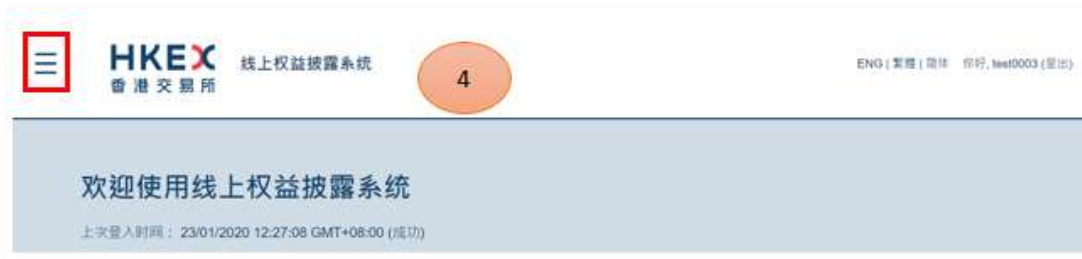 HKEX
香港交易所
线上权益披露系统
4
ENG | 繁體 | 简体 你好, test0003 (登出)
欢迎使用线上权益披露系统
上次登入时间： 23/01/2020 12:27:08 GMT+08:00 (成功)